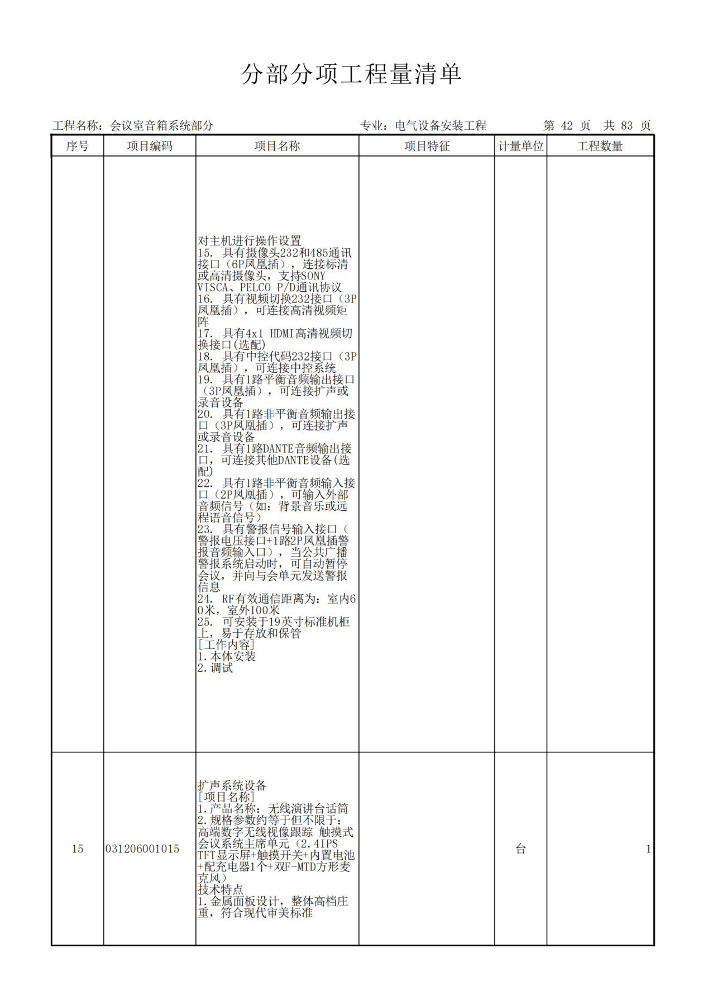 分部分项工程量清单
工程名称：会议室音箱系统部分 专业：电气设备安装工程 第 42 页 共 83 页
序号 项目编码 项目名称 项目特征 计量单位 工程数量
对主机进行操作设置
15. 具有摄像头232和485通讯
接口（6P凤凰插），连接标清
或高清摄像头，支持SONY
VISCA、PELCO P/D通讯协议
16. 具有视频切换232接口（3P
凤凰插），可连接高清视频矩
阵
17. 具有4x1 HDMI高清视频切
换接口(选配)
18. 具有中控代码232接口（3P
凤凰插），可连接中控系统
19. 具有1路平衡音频输出接口
（3P凤凰插），可连接扩声或
录音设备
20. 具有1路非平衡音频输出接
口（3P凤凰插），可连接扩声
或录音设备
21. 具有1路DANTE音频输出接
口，可连接其他DANTE设备(选
配)
22. 具有1路非平衡音频输入接
口（2P凤凰插），可输入外部
音频信号（如：背景音乐或远
程语音信号）
23. 具有警报信号输入接口（
警报电压接口+1路2P凤凰插警
报音频输入口），当公共广播
警报系统启动时，可自动暂停
会议，并向与会单元发送警报
信息
24. RF有效通信距离为：室内6
0米，室外100米
25. 可安装于19英寸标准机柜
上，易于存放和保管
[工作内容]
1.本体安装
2.调试
扩声系统设备
[项目名称]
1.产品名称：无线演讲台话筒
2.规格参数约等于但不限于：
高端数字无线视像跟踪 触摸式
会议系统主席单元（2.4IPS
TFT显示屏+触摸开关+内置电池
+配充电器1个+双F-MTD方形麦
克风）
技术特点
1.金属面板设计，整体高档庄
重，符合现代审美标准
15 031206001015 台 1